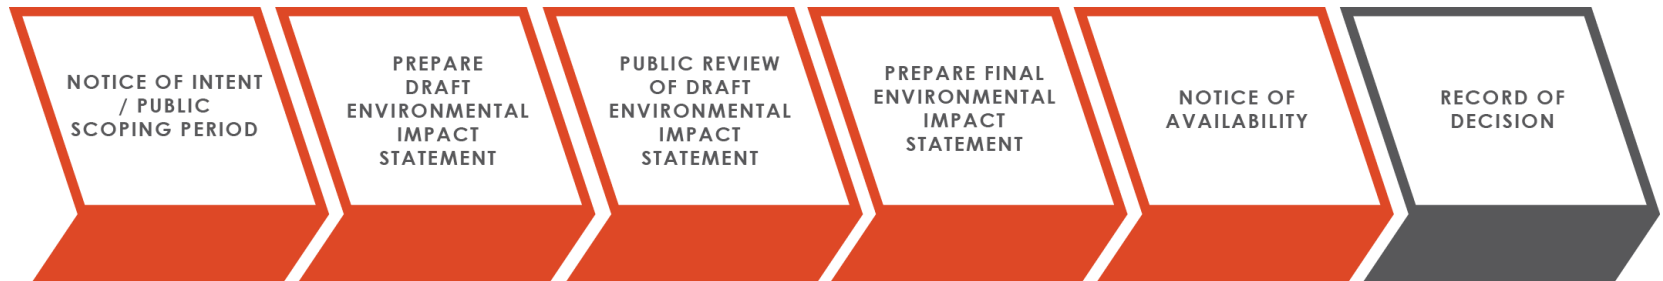 NOTICE OF INTENT
/ PUBLIC
SCOPING PERIOD
PREPARE
DRAFT
ENVIRONMENTAL
IMPACT
STATEMENT
PUBLIC REVIEW
OF DRAFT
ENVIRONMENTAL
IMPACT
STATEMENT
PREPARE FINAL
ENVIRONMENTAL
IMPACT
STATEMENT
NOTICE OF
AVAILABILITY
RECORD OF
DECISION